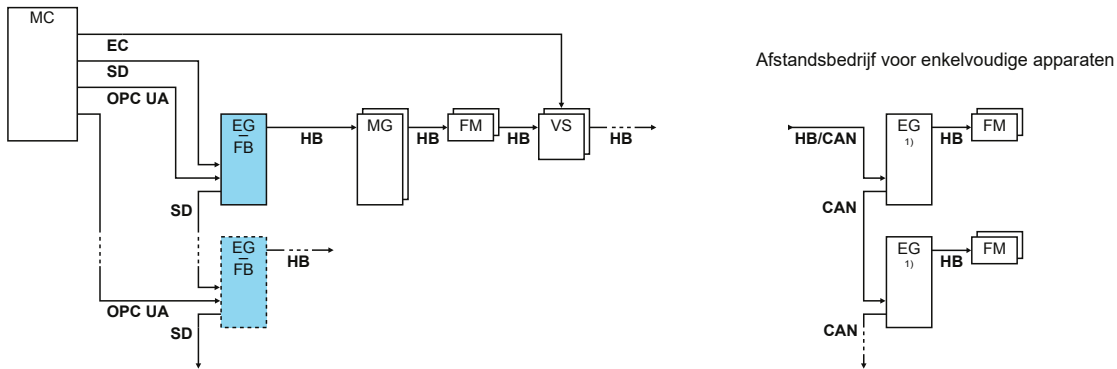 MC
EC
SD
OPC UA
EG
FB
HB
MG
HB
FM
HB
VS
HB
SD
EG
FB
HB
OPC UA
SD
Afstandsbedrijf voor enkelvoudige apparaten
HB/CAN
EG
1)
HB
FM
CAN
EG
1)
HB
FM
CAN